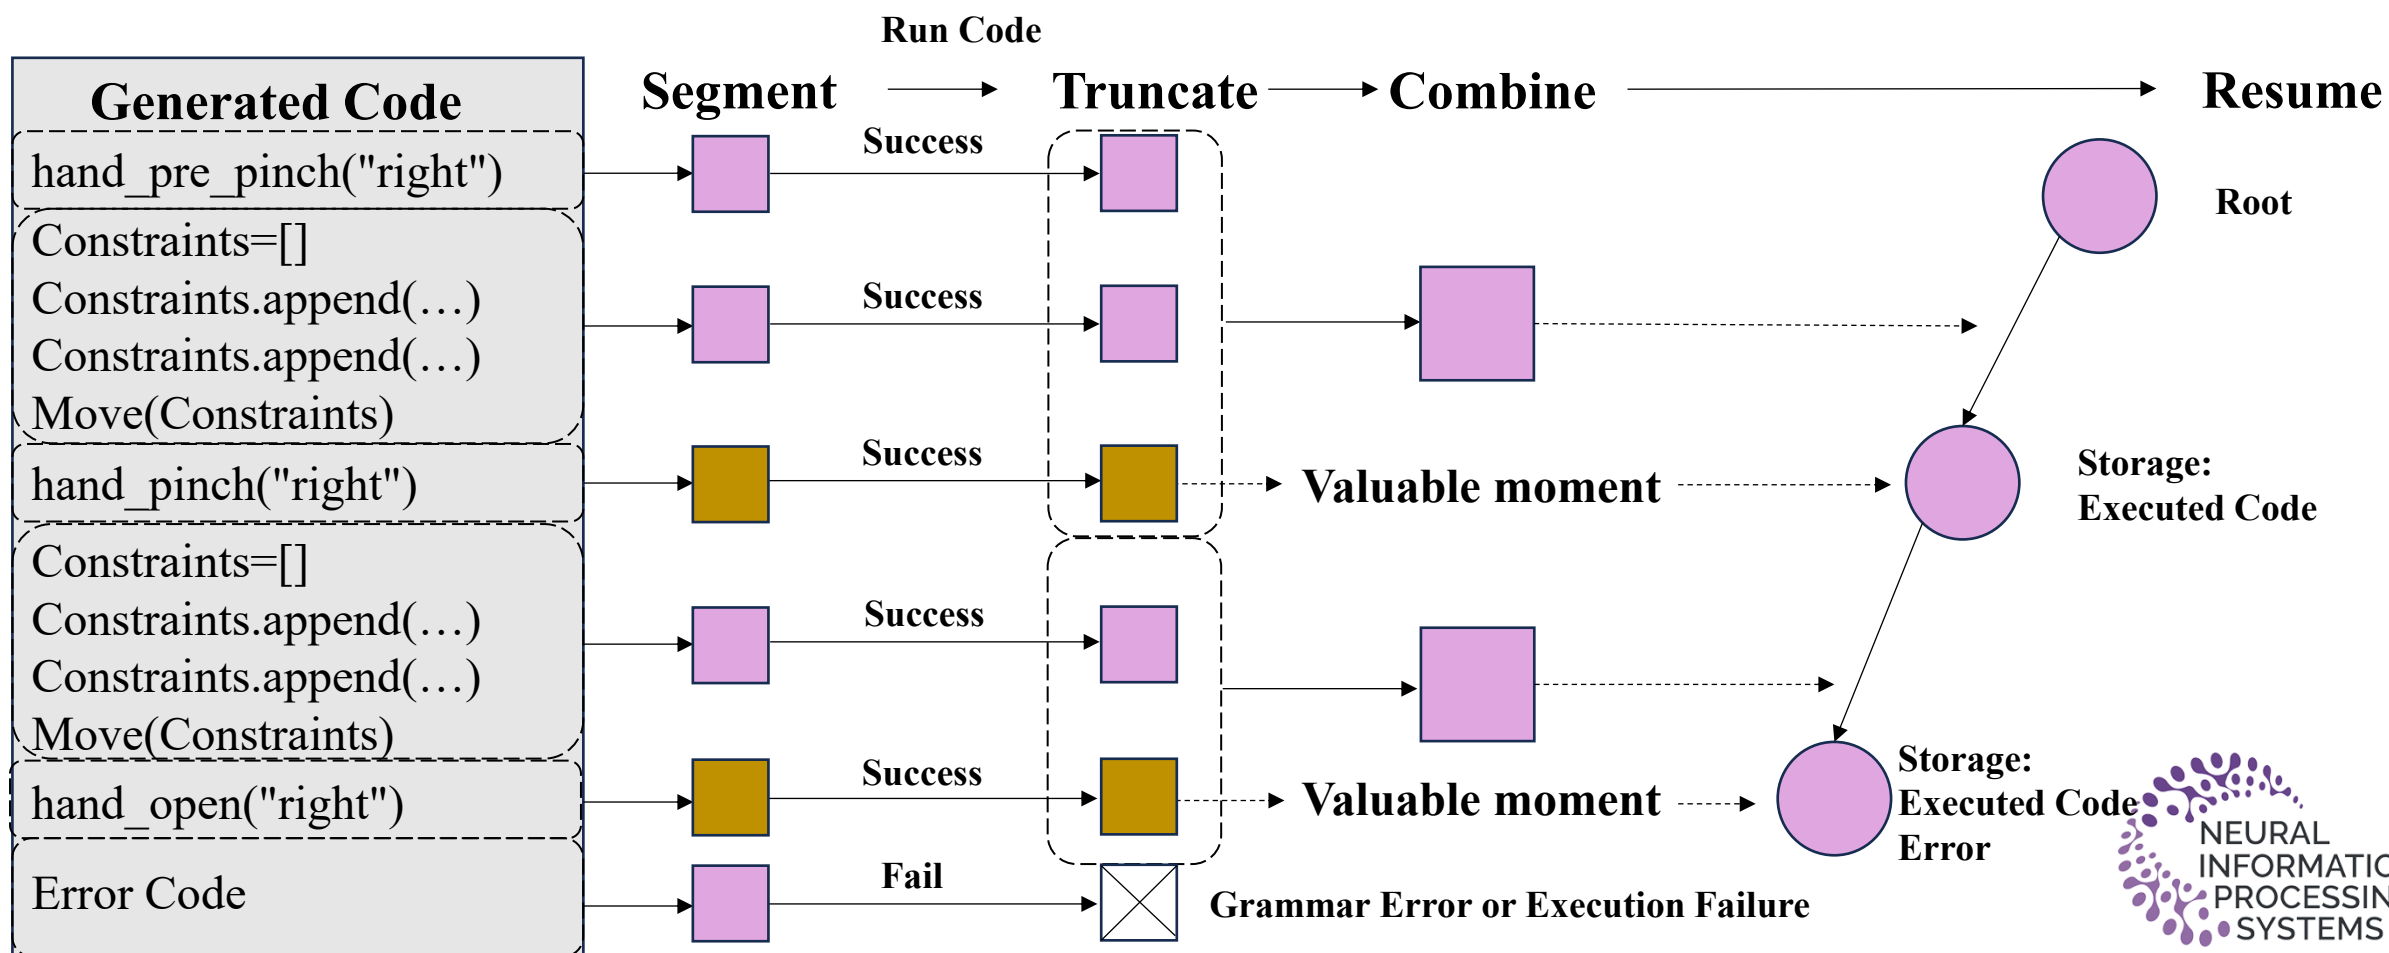 Run Code
Generated Code
Segment
Truncate
Combine
Resume
hand_pre_pinch("right")
Success
Root
Constraints=[]
Constraints.append(…)
Constraints.append(…)
Move(Constraints)
Success
hand_pinch("right")
Success
Valuable moment
Storage:
Executed Code
Constraints=[]
Constraints.append(…)
Constraints.append(…)
Move(Constraints)
Success
hand_open("right")
Success
Valuable moment
Storage:
Executed Code
Error
Error Code
Fail
Grammar Error or Execution Failure
NEURAL
PROCESSIN
SYSTEMS